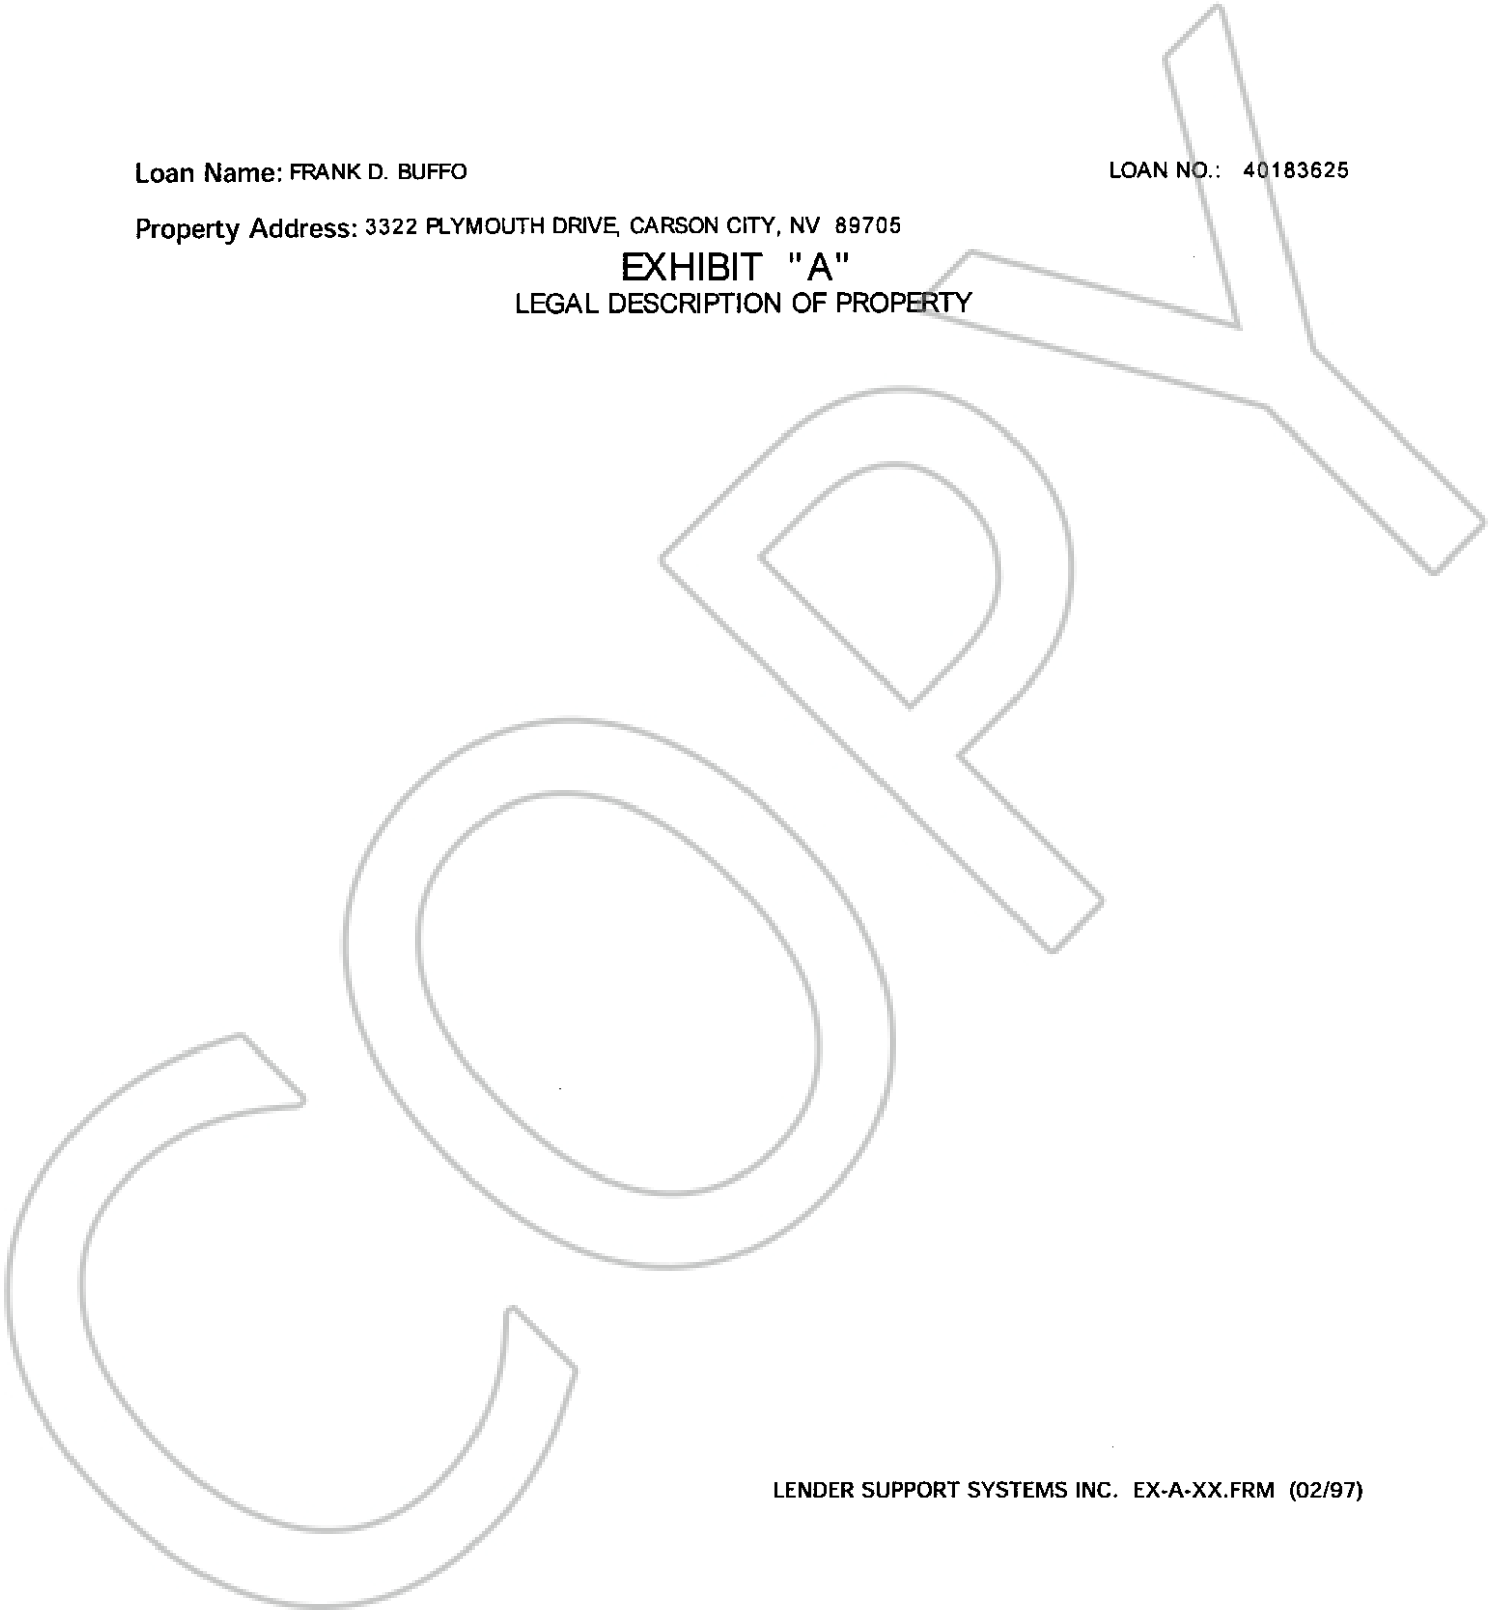 Loan Name: FRANK D. BUFFO LOAN NO.: 40183625
Property Address: 3322 PLYMOUTH DRIVE, CARSON CITY, NV 89705
EXHIBIT "A"
LEGAL DESCRIPTION OF PROPERTY
COPY
LENDER SUPPORT SYSTEMS INC. EX-A-XX.FRM (02/97)